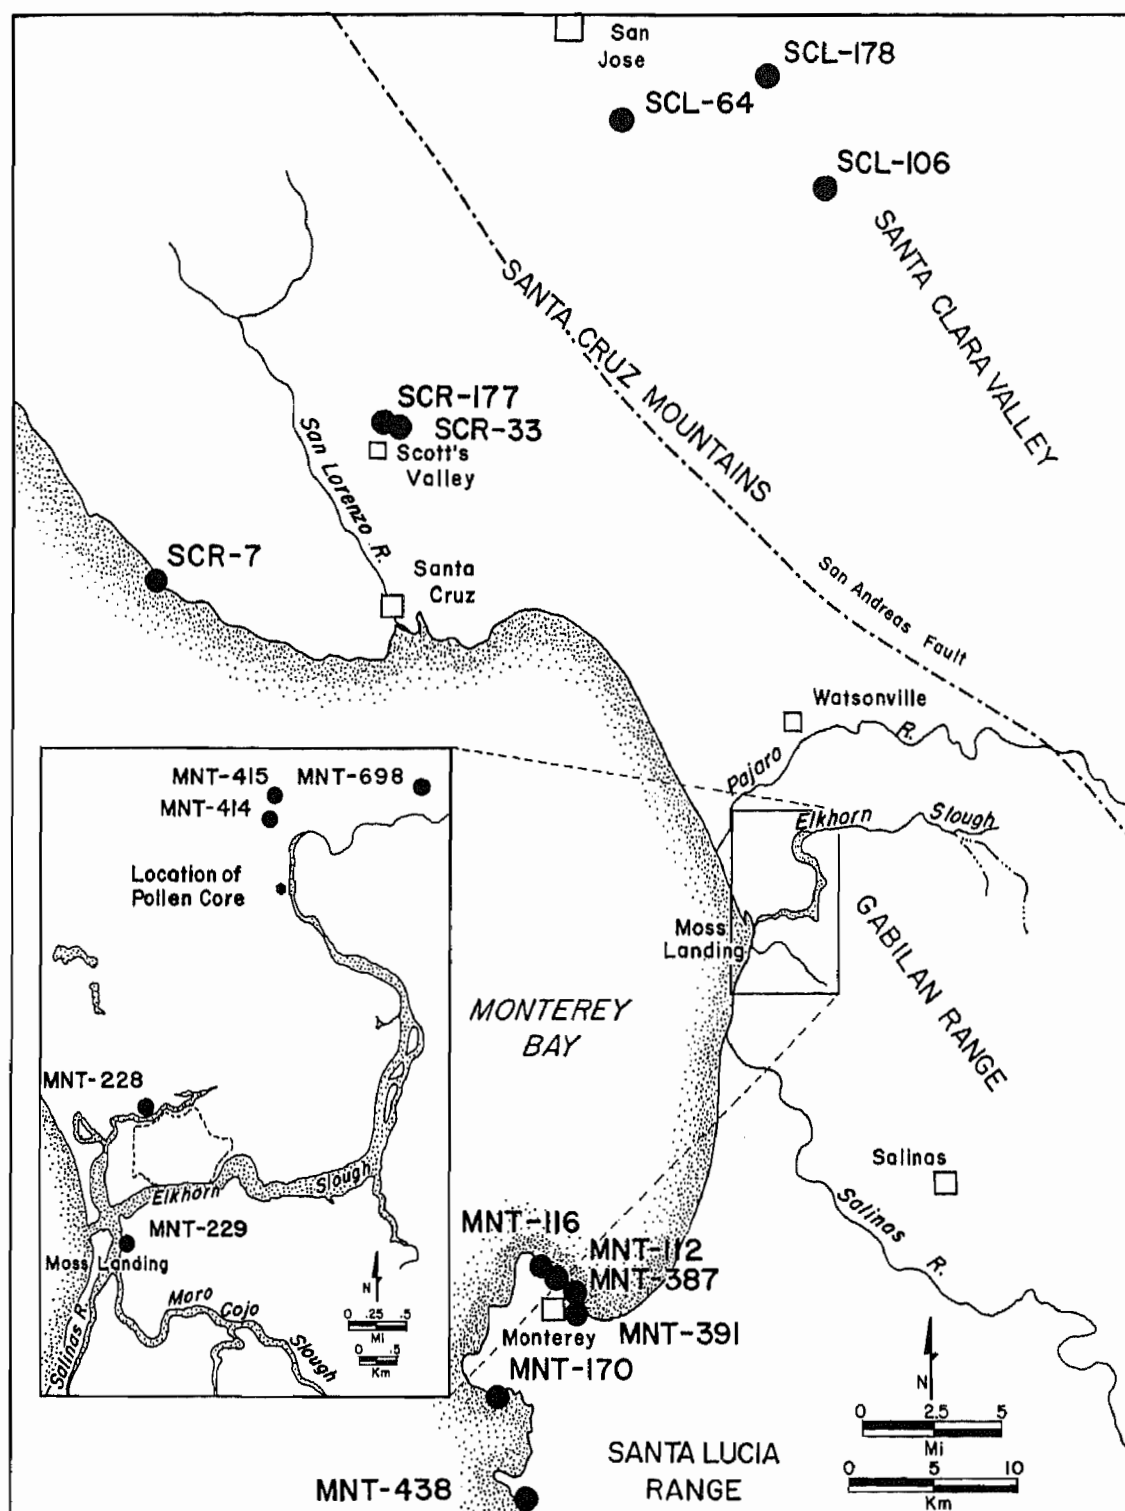 San
Jose
SCL-178
SCL-64
SCL-106
SANTA CLARA VALLEY
SANTA CRUZ MOUNTAINS
SCR-177
SCR-33
Scott's
Valley
San Lorenzo R.
SCR-7
Santa
Cruz
San Andreas Fault
Watsonville
Pajaro R.
Elkhorn Slough
Moss
Landing
GABILAN RANGE
MONTEREY
BAY
Salinas
Salinas R.
MNT-116
MNT-112
MNT-387
Monterey
MNT-391
MNT-170
SANTA LUCIA
RANGE
MNT-438
N
0 2.5 5
Mi
0 5 10
Km
MNT-415
MNT-698
MNT-414
Location of
Pollen Core
MNT-228
Elkhorn Slough
MNT-229
Moss Landing
Salinas R.
Moro Cojo Slough
N
0 .25 .5
Mi
0 .5
Km